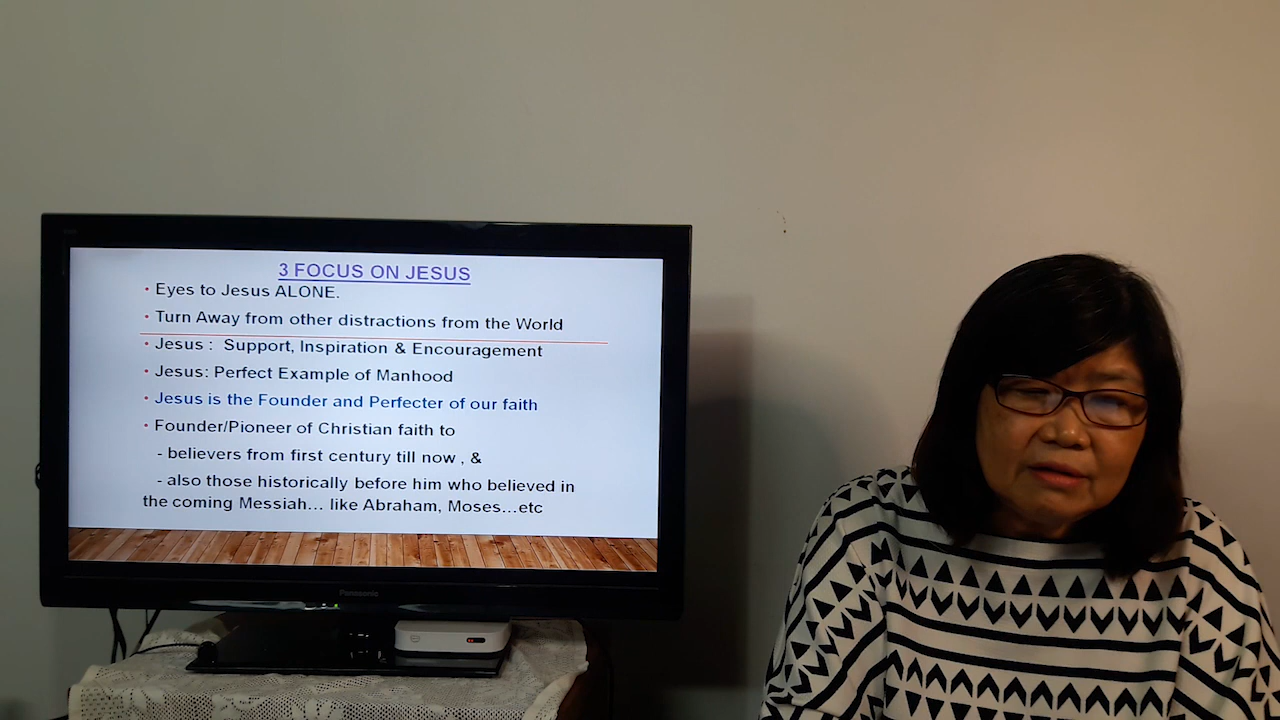 3 FOCUS ON JESUS
• Eyes to Jesus ALONE.
• Turn Away from other distractions from the World
• Jesus : Support, Inspiration & Encouragement
• Jesus: Perfect Example of Manhood
• Jesus is the Founder and Perfecter of our faith
• Founder/Pioneer of Christian faith to
- believers from first century till now , &
- also those historically before him who believed in
the coming Messiah... like Abraham, Moses...etc
Panasonic